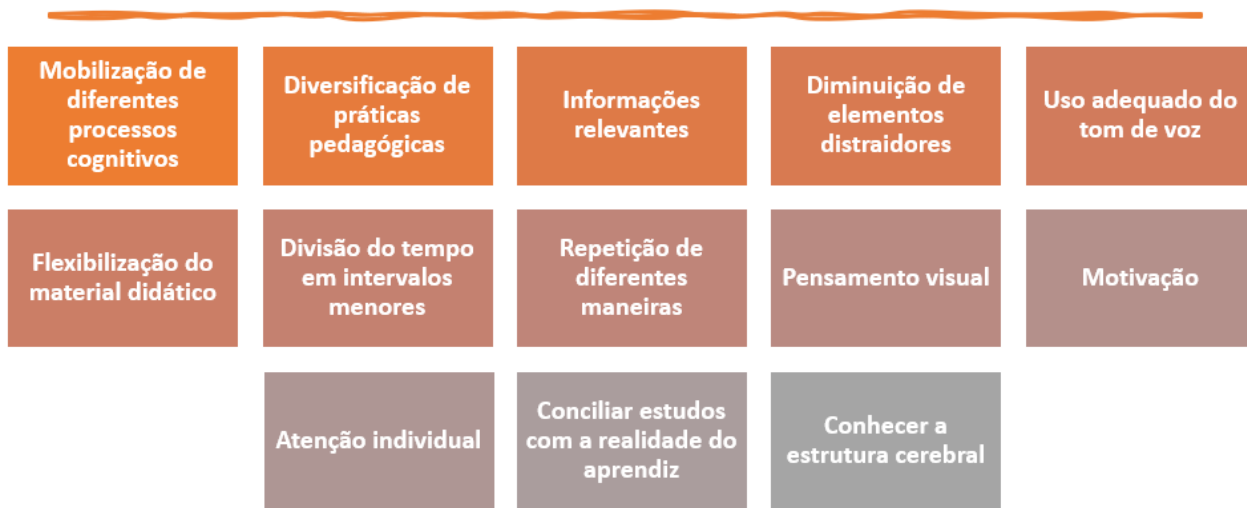 Mobilização de
diferentes
processos
cognitivos
Diversificação de
práticas
pedagógicas
Informações
relevantes
Diminuição de
elementos
distraidores
Uso adequado do
tom de voz
Flexibilização do
material didático
Divisão do tempo
em intervalos
menores
Repetição de
diferentes
maneiras
Pensamento visual
Motivação
Atenção individual
Conciliar estudos
com a realidade do
aprendiz
Conhecer a
estrutura cerebral